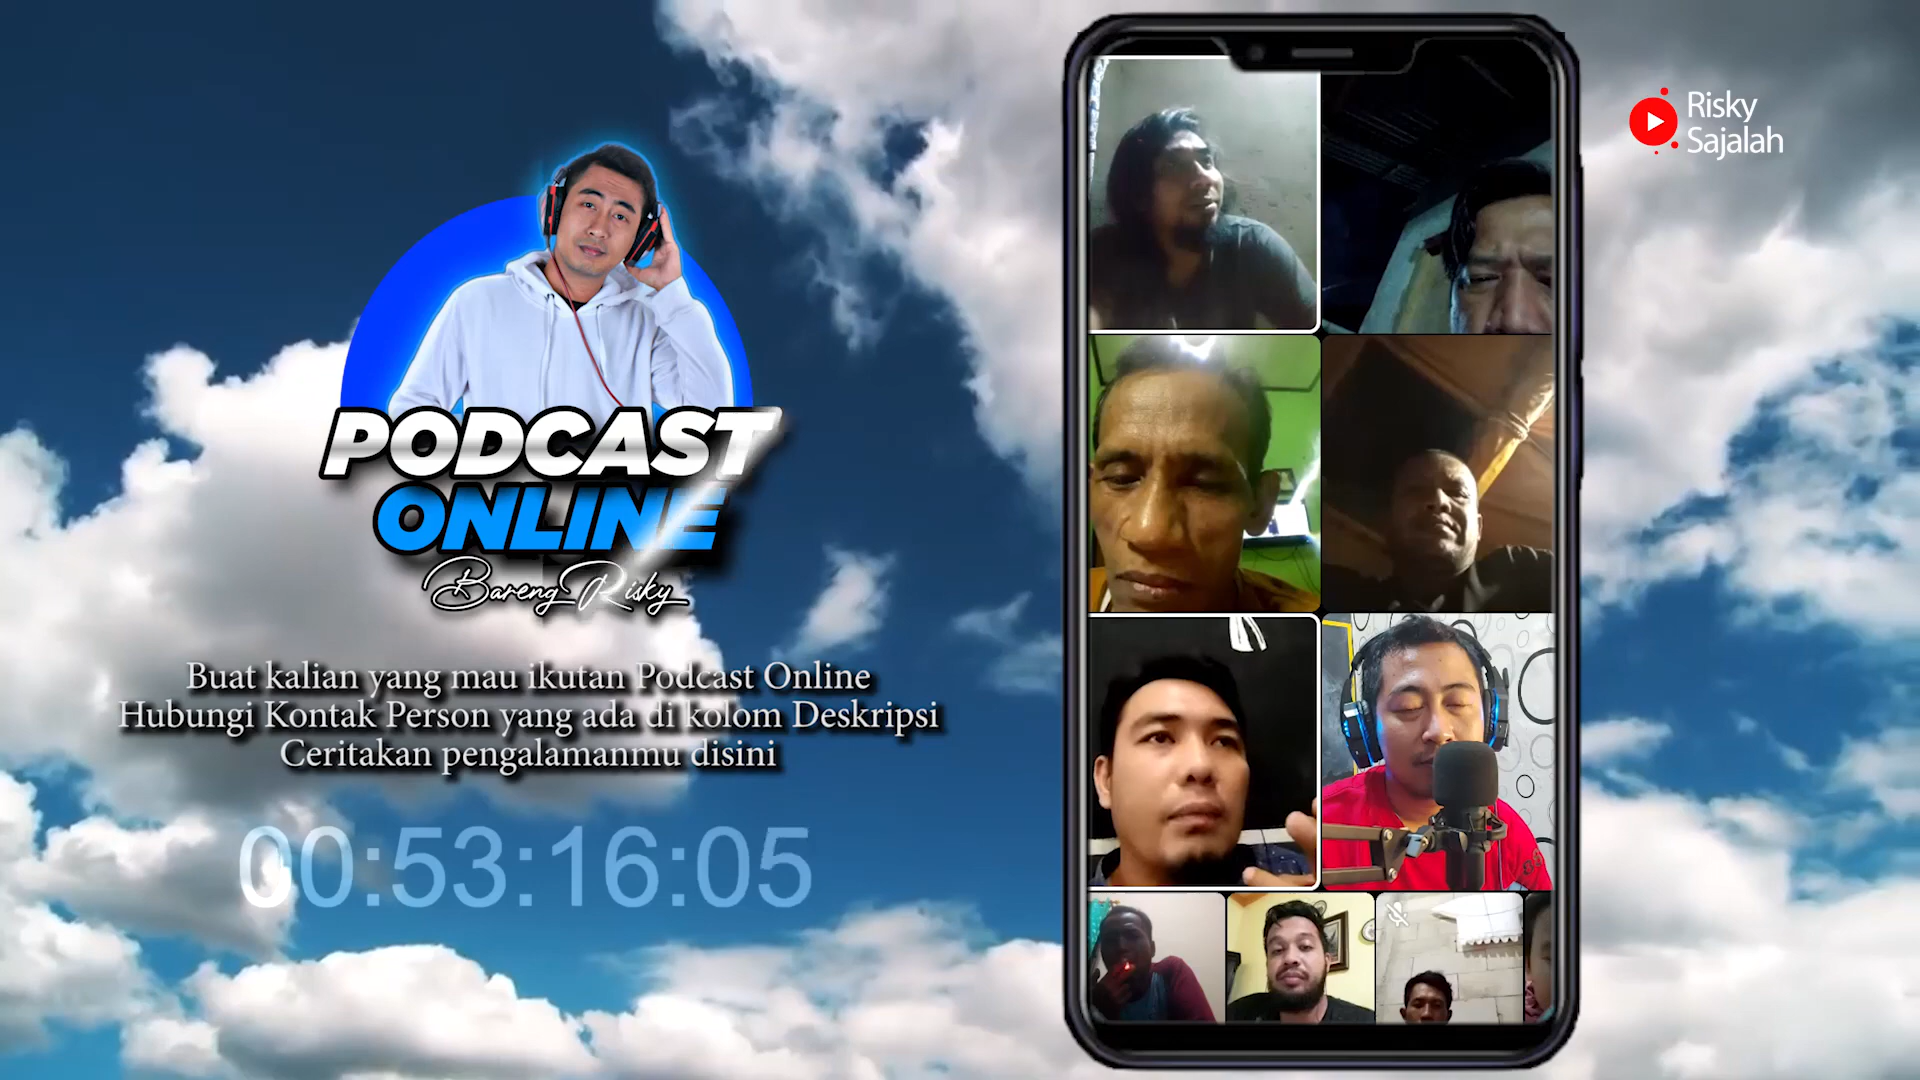 PODCAST
ONLINE
Bareng Risky
Buat kalian yang mau ikutan Podcast Online
Hubungi Kontak Person yang ada di kolom Deskripsi
Ceritakan pengalamanmu disini
00:53:16:05
Risky
Sajalah